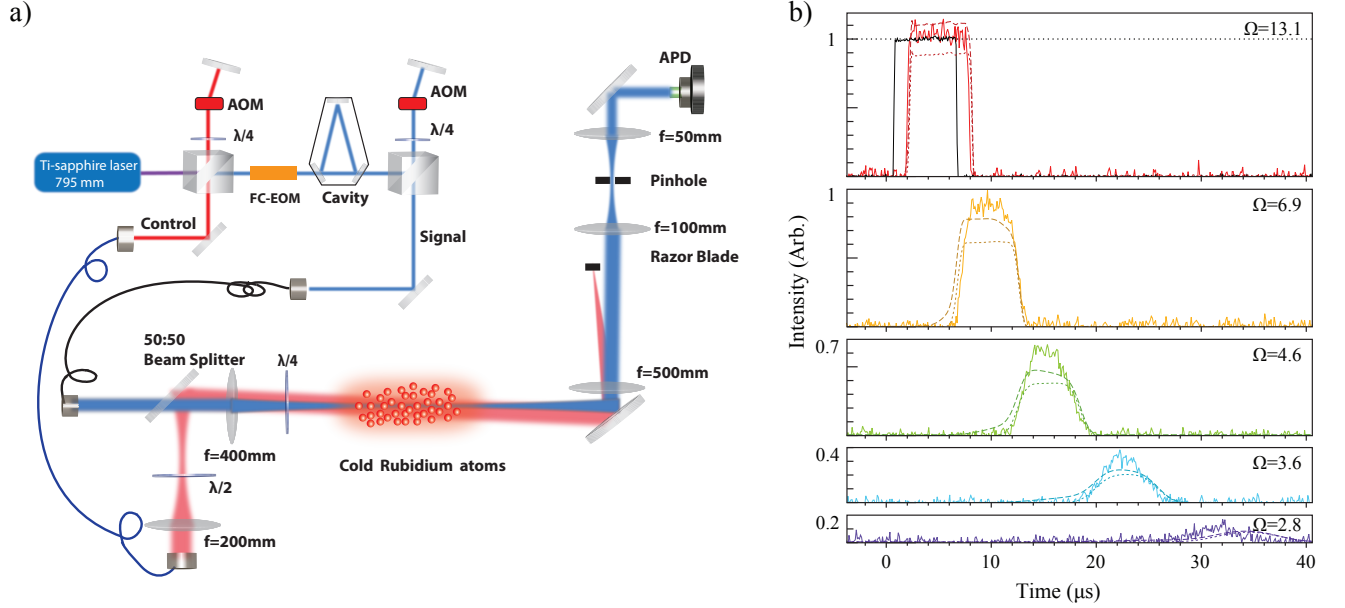 a)
AOM
λ/4
Ti-sapphire laser
795 mm
FC-EOM
Cavity
AOM
λ/4
Control
Signal
APD
f=50mm
Pinhole
f=100mm
Razor Blade
50:50
Beam Splitter
λ/4
f=500mm
f=400mm
λ/2
f=200mm
Cold Rubidium atoms
b)
1
Ω=13.1
1
Ω=6.9
0.7
Ω=4.6
0.4
Ω=3.6
0.2
Ω=2.8
Intensity (Arb.)
0 10 20 30 40
Time (μs)